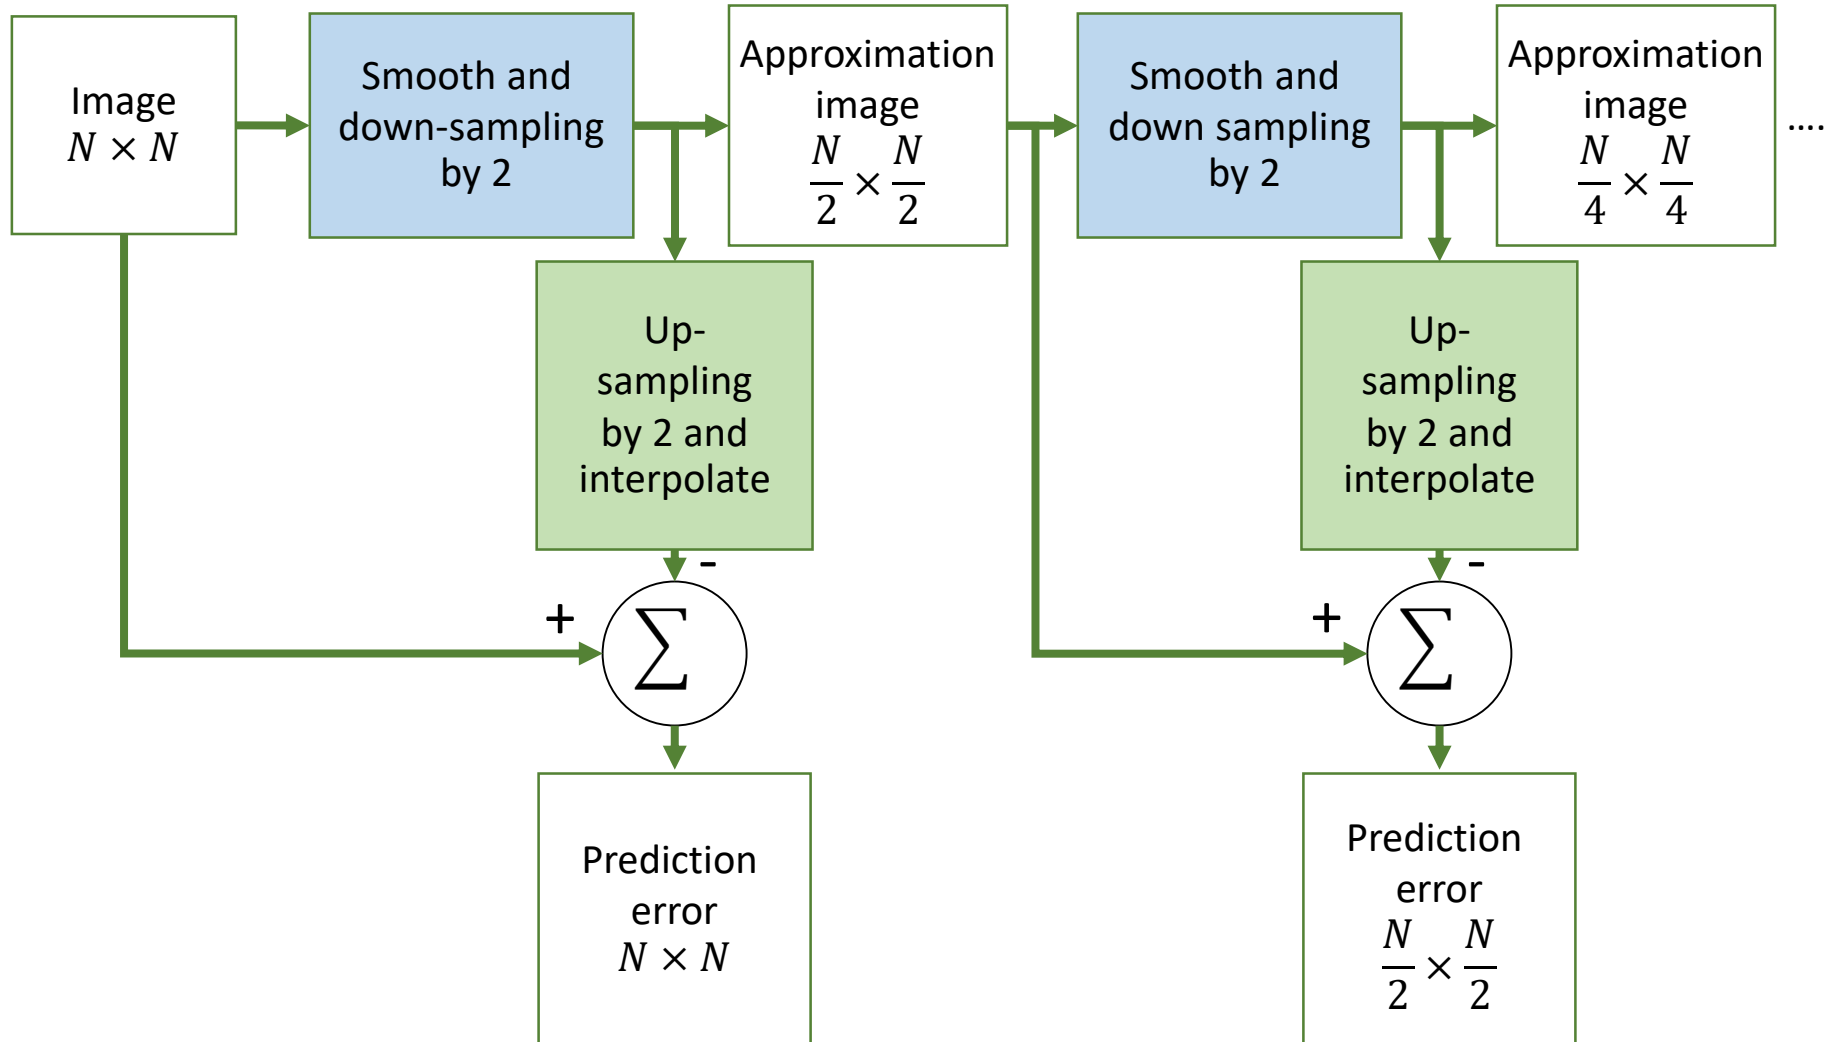 Image
N × N
Smooth and
down-sampling
by 2
Approximation
image
N/2 × N/2
Smooth and
down sampling
by 2
Approximation
image
N/4 × N/4
....
Up-
sampling
by 2 and
interpolate
Up-
sampling
by 2 and
interpolate
-
+
∑
-
+
∑
Prediction
error
N × N
Prediction
error
N/2 × N/2